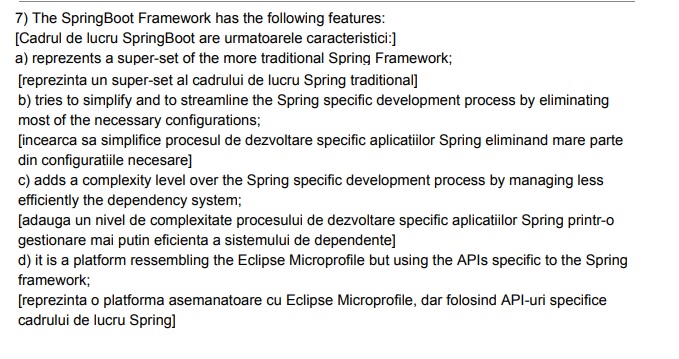 7) The SpringBoot Framework has the following features:
[Cadrul de lucru SpringBoot are urmatoarele caracteristici:]
a) reprezents a super-set of the more traditional Spring Framework;
[reprezinta un super-set al cadrului de lucru Spring traditional]
b) tries to simplify and to streamline the Spring specific development process by eliminating
most of the necessary configurations;
[incearca sa simplifice procesul de dezvoltare specific aplicatiilor Spring eliminand mare parte
din configuratiile necesare]
c) adds a complexity level over the Spring specific development process by managing less
efficiently the dependency system;
[adauga un nivel de complexitate procesului de dezvoltare specific aplicatiilor Spring printr-o
gestionare mai putin eficienta a sistemului de dependente]
d) it is a platform ressembling the Eclipse Microprofile but using the APIs specific to the Spring
framework;
[reprezinta o platforma asemanatoare cu Eclipse Microprofile, dar folosind API-uri specifice
cadrului de lucru Spring]